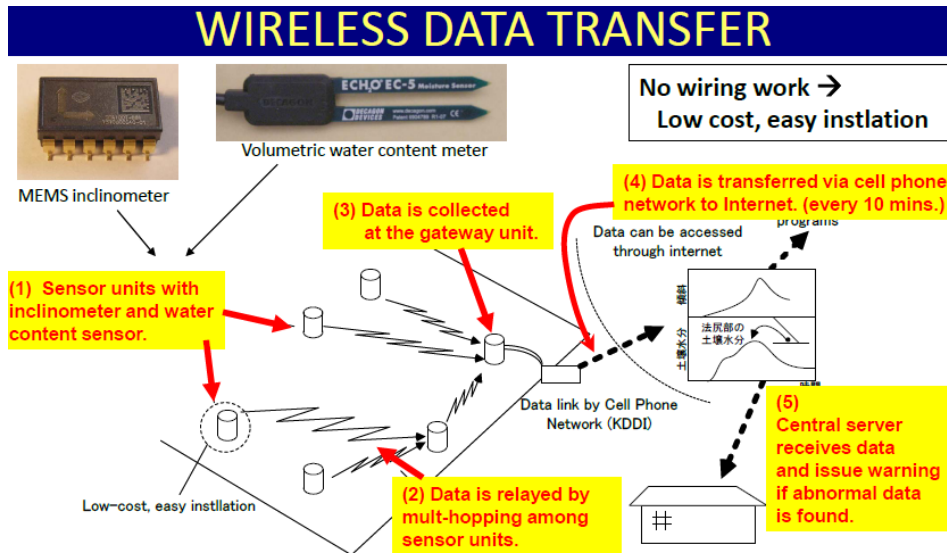 WIRELESS DATA TRANSFER
ECH₂O EC-5 Moisture Sensor
DECAGON
DECAGON DEVICES
www.decagon.com
No wiring work →
Low cost, easy instlation
Volumetric water content meter
MEMS inclinometer
(4) Data is transferred via cell phone
network to Internet. (every 10 mins.)
(3) Data is collected
at the gateway unit.
programs
Data can be accessed
through internet
(1) Sensor units with
inclinometer and water
content sensor.
傾斜
法尻部の
土壌水分
土壌水分
Data link by Cell Phone
Network (KDDI)
(5)
Central server
receives data
and issue warning
if abnormal data
is found.
(2) Data is relayed by
mult-hopping among
sensor units.
Low-cost, easy instllation